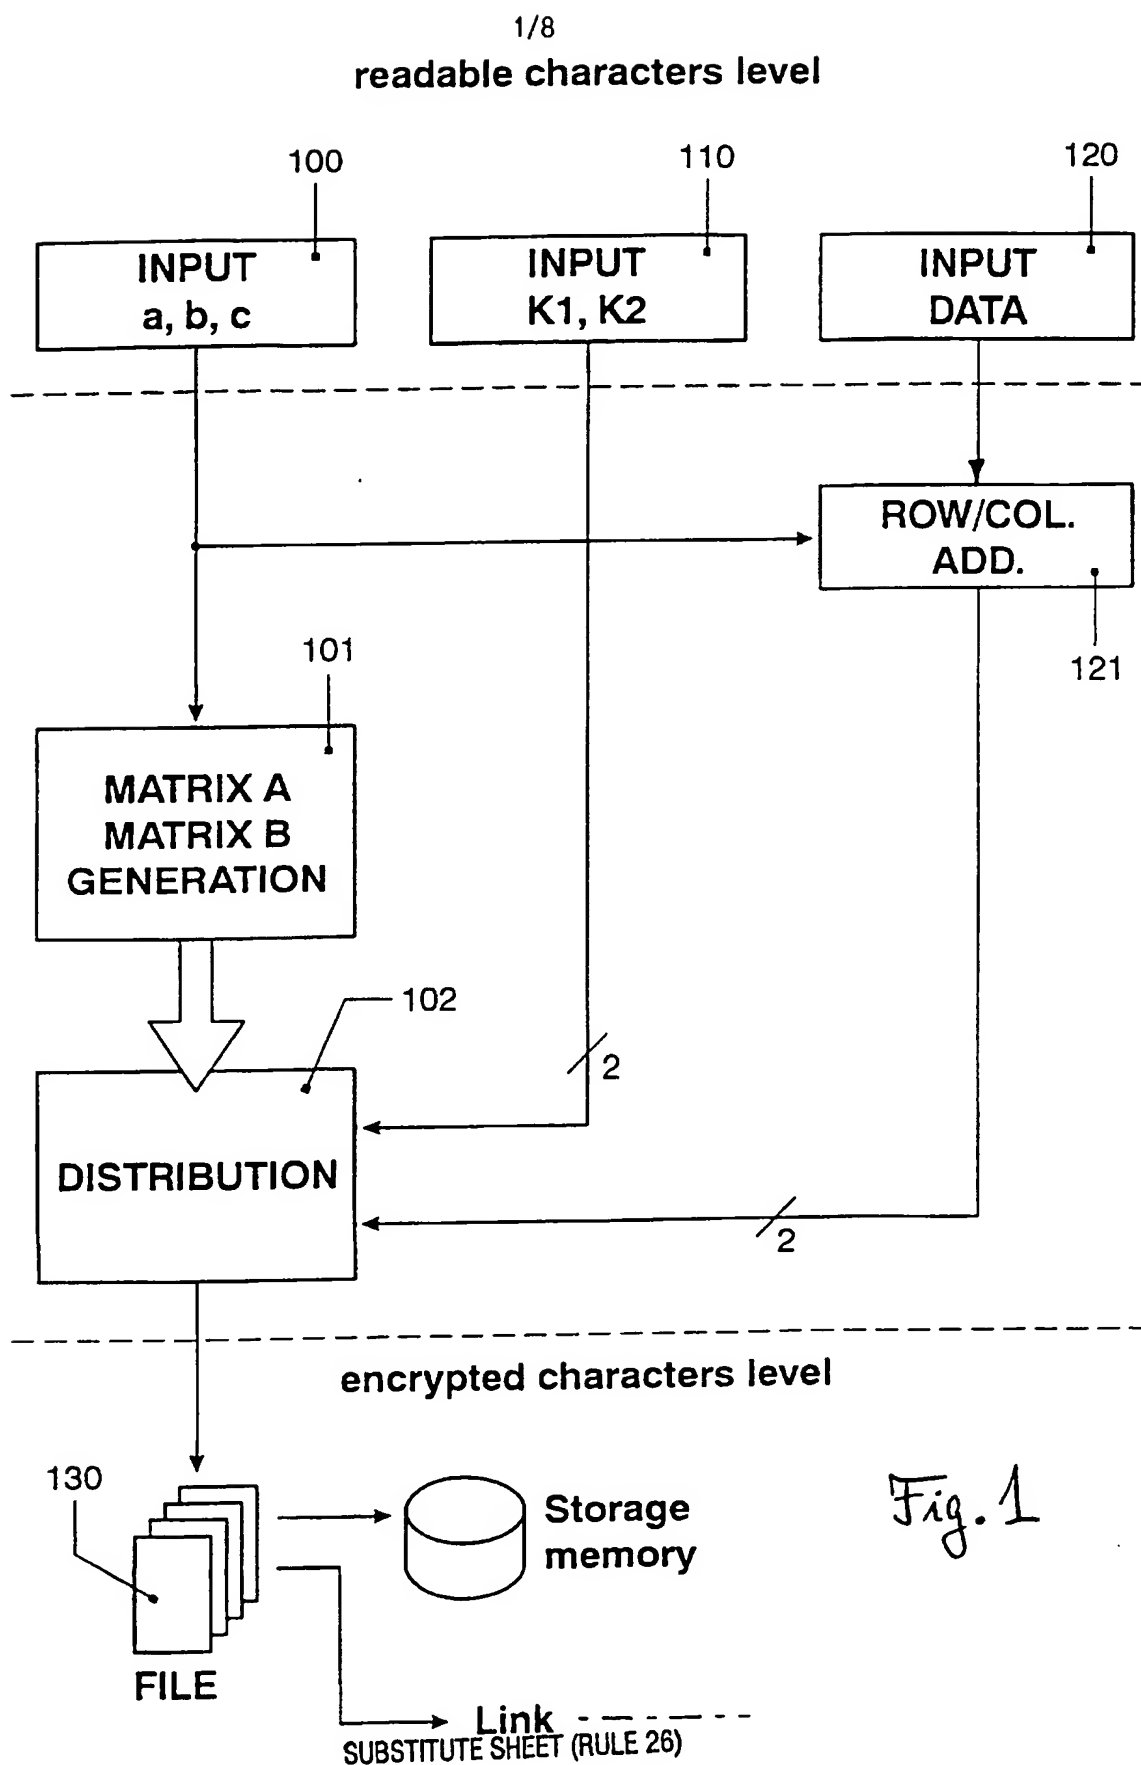 1/8
readable characters level
100
110
120
INPUT
a, b, c
INPUT
K1, K2
INPUT
DATA
ROW/COL.
ADD.
121
101
MATRIX A
MATRIX B
GENERATION
102
2
DISTRIBUTION
2
encrypted characters level
130
Storage
memory
Fig. 1
FILE
Link
SUBSTITUTE SHEET (RULE 26)